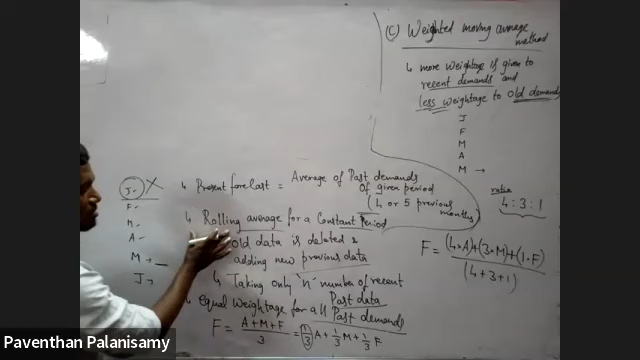 (c) Weighted moving average
method
↳ more weightage is given to
recent demands and
less weightage to old demands
J
F
M
A
M →
ratio
4 : 3 : 1
F = (4×A)+(3×M)+(1×F)
(4+3+1)
J -
F -
M -
A -
M
J
↳ Present forecast = Average of Past demands
of given period
(4 or 5 previous
months)
↳ Rolling average for a Constant Period
old data is deleted &
adding new previous data
↳ Taking only 'n' number of recent
Past data
↳ equal weightage for all Past demands
F = A+M+F / 3 = 1/3 A + 1/3 M + 1/3 F
Paventhan Palanisamy